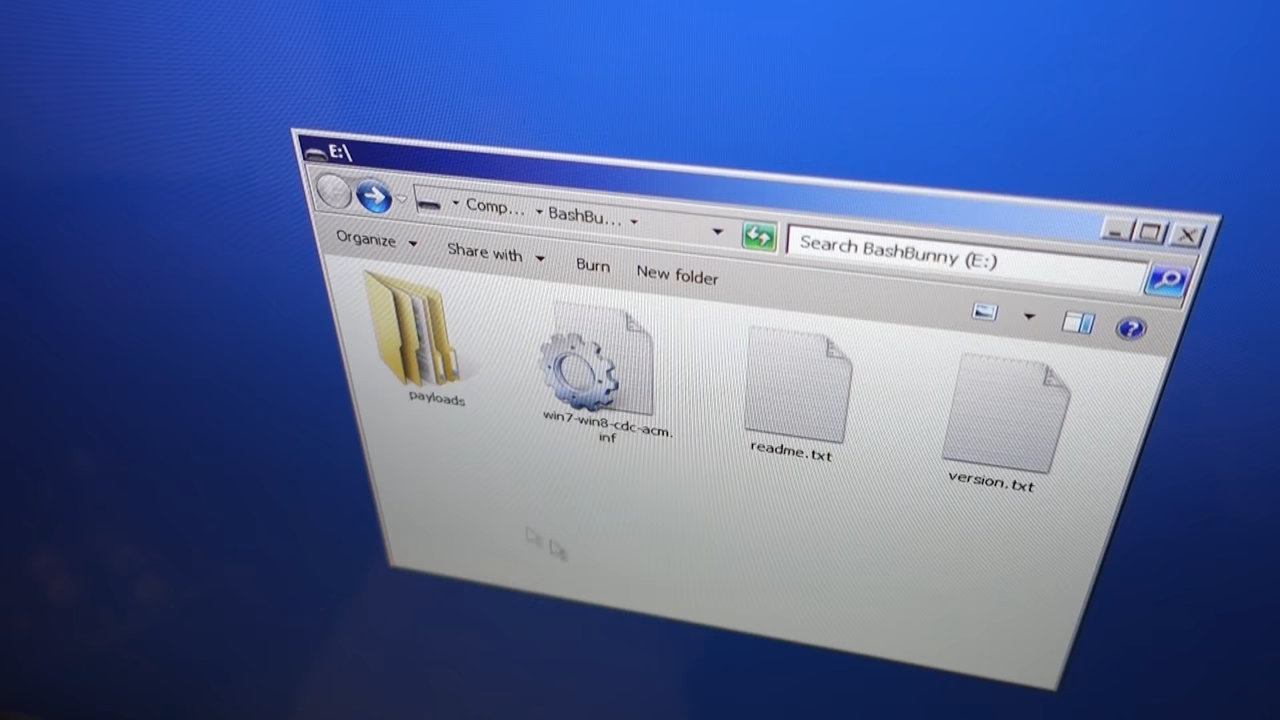 E:\
Comp... BashBu...
Search BashBunny (E:)
Organize
Share with
Burn
New folder
payloads
win7-win8-cdc-acm.
inf
readme.txt
version.txt